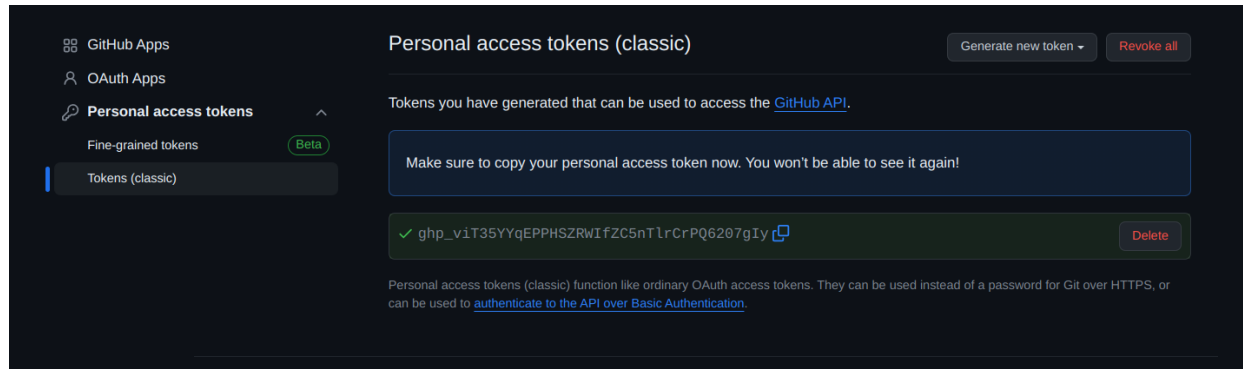 GitHub Apps
OAuth Apps
Personal access tokens
Fine-grained tokens Beta
Tokens (classic)
Personal access tokens (classic)
Generate new token Revoke all
Tokens you have generated that can be used to access the GitHub API.
Make sure to copy your personal access token now. You won't be able to see it again!
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
Delete
Personal access tokens (classic) function like ordinary OAuth access tokens. They can be used instead of a password for Git over HTTPS, or
can be used to authenticate to the API over Basic Authentication.